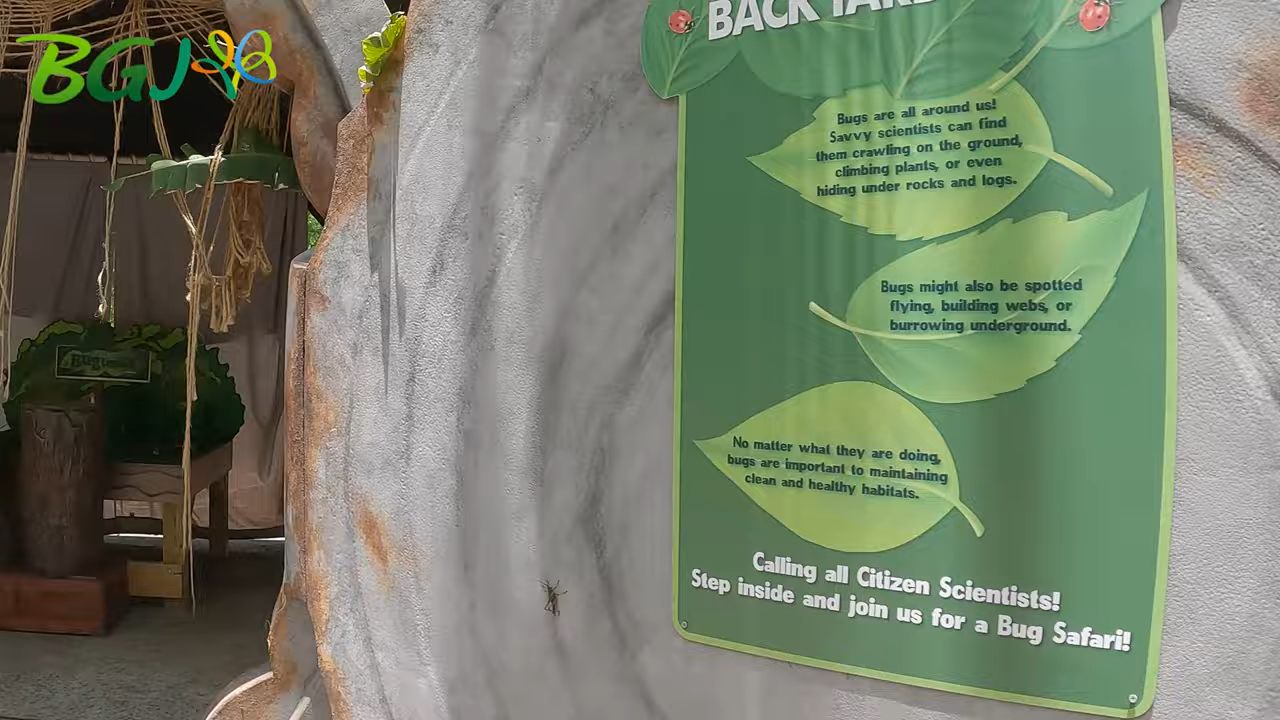 BGJ
BACK YARD
Bugs are all around us!
Savvy scientists can find
them crawling on the ground,
climbing plants, or even
hiding under rocks and logs.
Bugs might also be spotted
flying, building webs, or
burrowing underground.
No matter what they are doing,
bugs are important to maintaining
clean and healthy habitats.
Calling all Citizen Scientists!
Step inside and join us for a Bug Safari!